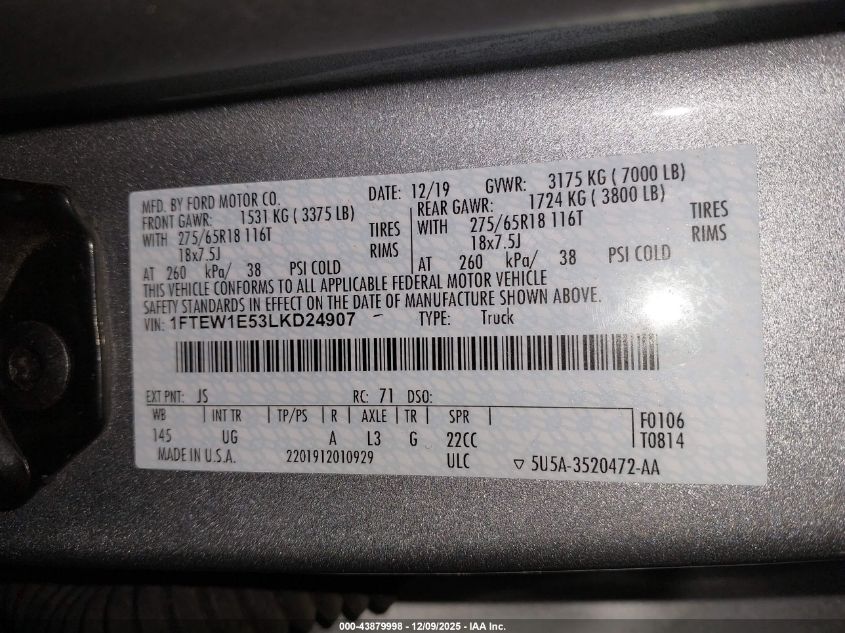 MFD. BY FORD MOTOR CO. DATE: 12/19 GVWR: 3175 KG ( 7000 LB)
FRONT GAWR: 1531 KG ( 3375 LB) REAR GAWR: 1724 KG ( 3800 LB)
WITH 275/65R18 116T TIRES WITH 275/65R18 116T TIRES
18x7.5J RIMS 18x7.5J RIMS
AT 260 kPa/ 38 PSI COLD AT 260 kPa/ 38 PSI COLD
THIS VEHICLE CONFORMS TO ALL APPLICABLE FEDERAL MOTOR VEHICLE
SAFETY STANDARDS IN EFFECT ON THE DATE OF MANUFACTURE SHOWN ABOVE.
VIN: 1FTEW1E53LKD24907 TYPE: Truck
EXT PNT: JS RC: 71 DSO:
WB INT TR TP/PS R AXLE TR SPR F0106
145 UG A L3 G 22CC T0814
MADE IN U.S.A. 2201912010929 ULC ▽ 5U5A-3520472-AA
000-43879998 - 12/09/2025 - IAA Inc.